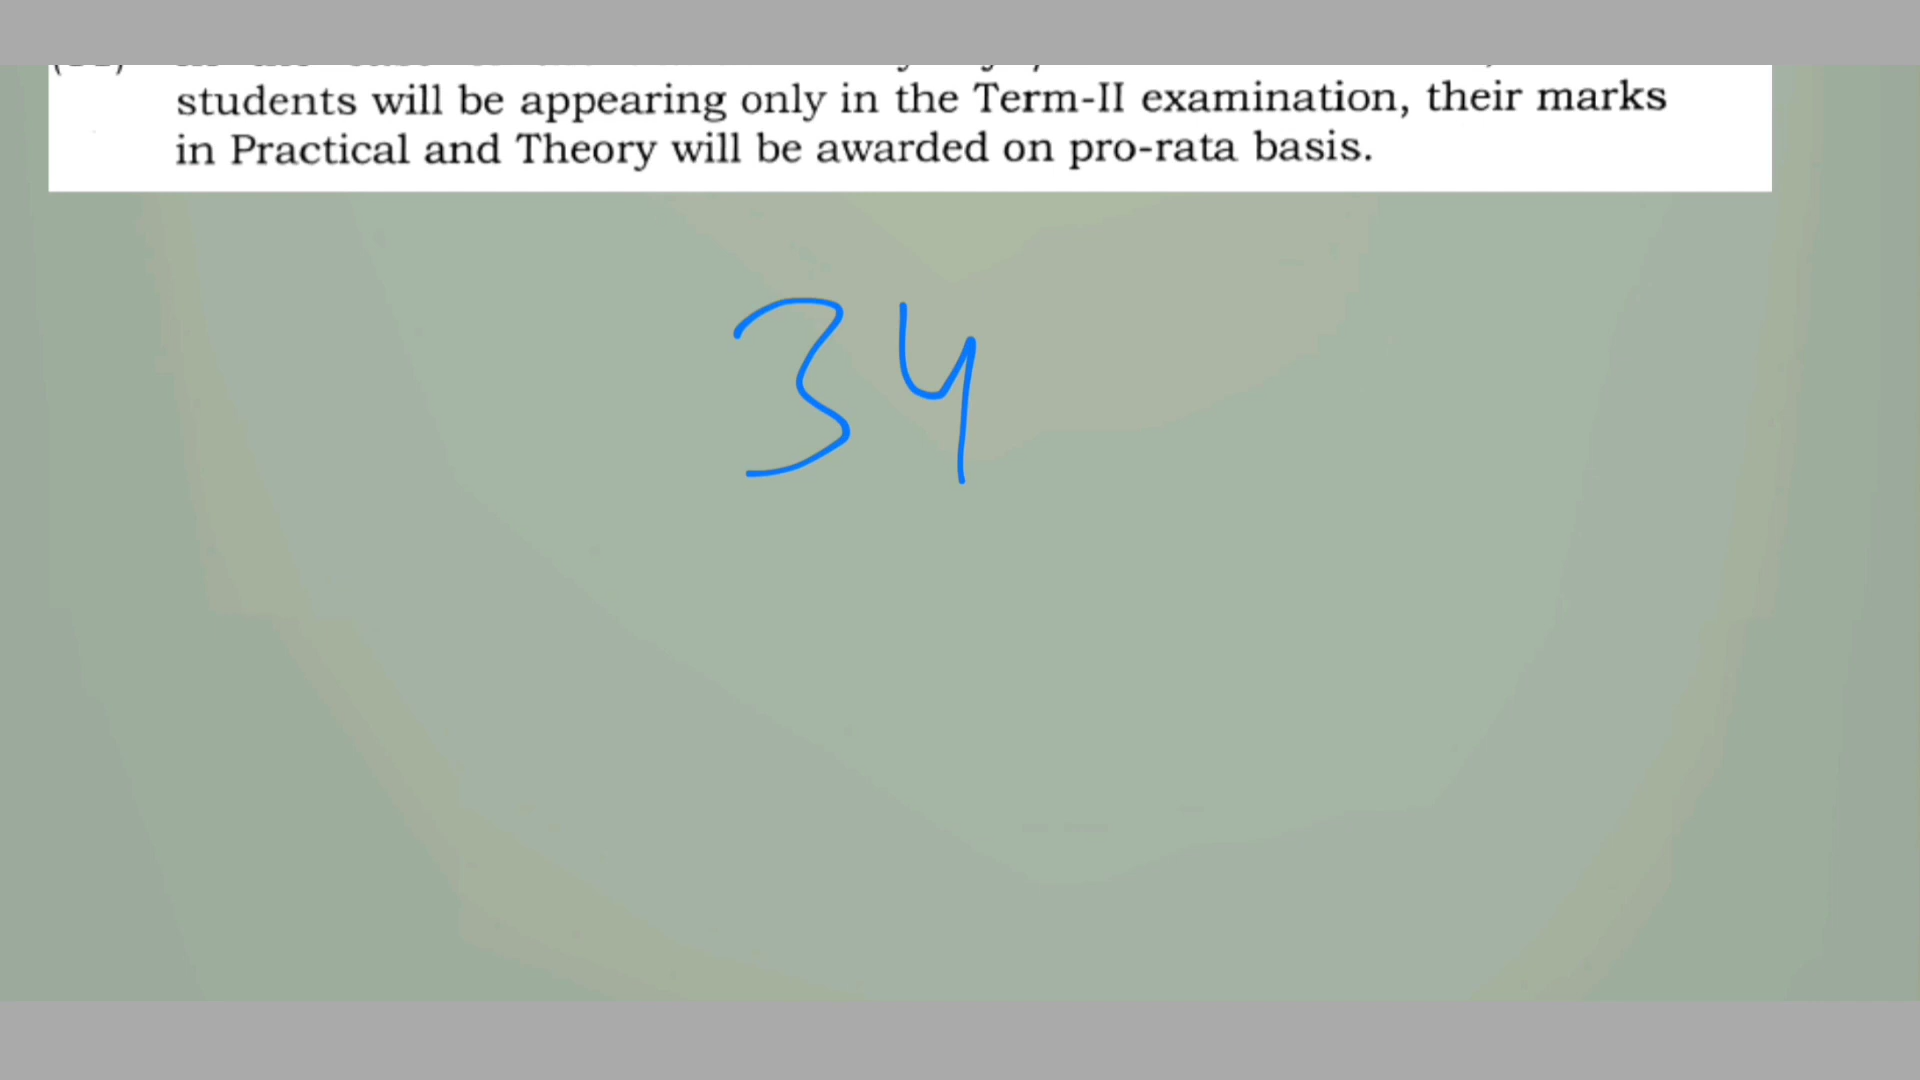 students will be appearing only in the Term-II examination, their marks
in Practical and Theory will be awarded on pro-rata basis.
34